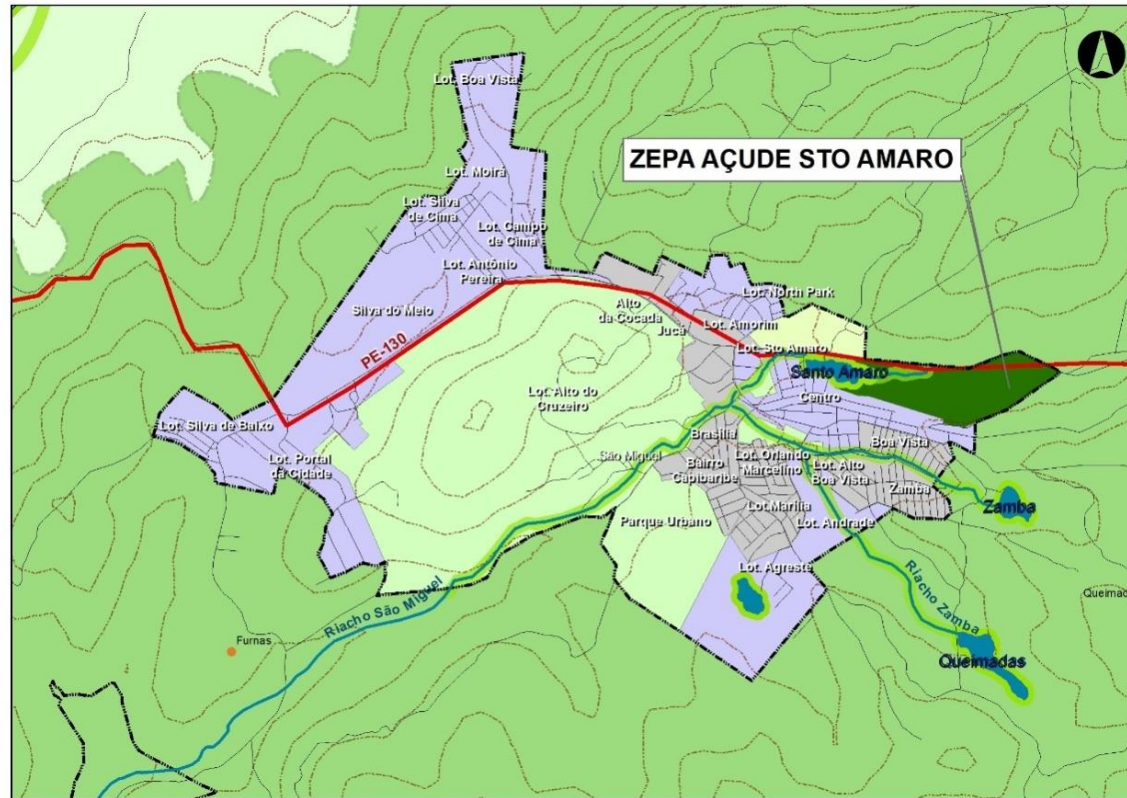 Lot. Boa Vista
ZEPA AÇUDE STO AMARO
Lot. Moirá
Lot. Silva
de Cima
Lot. Campo
de Cima
Lot. Antônio
Pereira
Silva do Meio
PE-130
Lot. North Park
Alto
da Cocada
Jucá
Lot. Amorim
Lot. Sto Amaro
Santo Amaro
Centro
Lot. Alto do
Cruzeiro
Lot. Silva de Baixo
Lot. Portal
da Cidade
Brasília
São Miguel
Bairro
Capibaribe
Lot. Orlando
Marcelino
Lot. Alto
Boa Vista
Boa Vista
Zamba
Zamba
Lot.Marília
Parque Urbano
Lot. Andrade
Lot. Agreste
Riacho São Miguel
Riacho Zamba
Furnas
Queimadas
Queimad